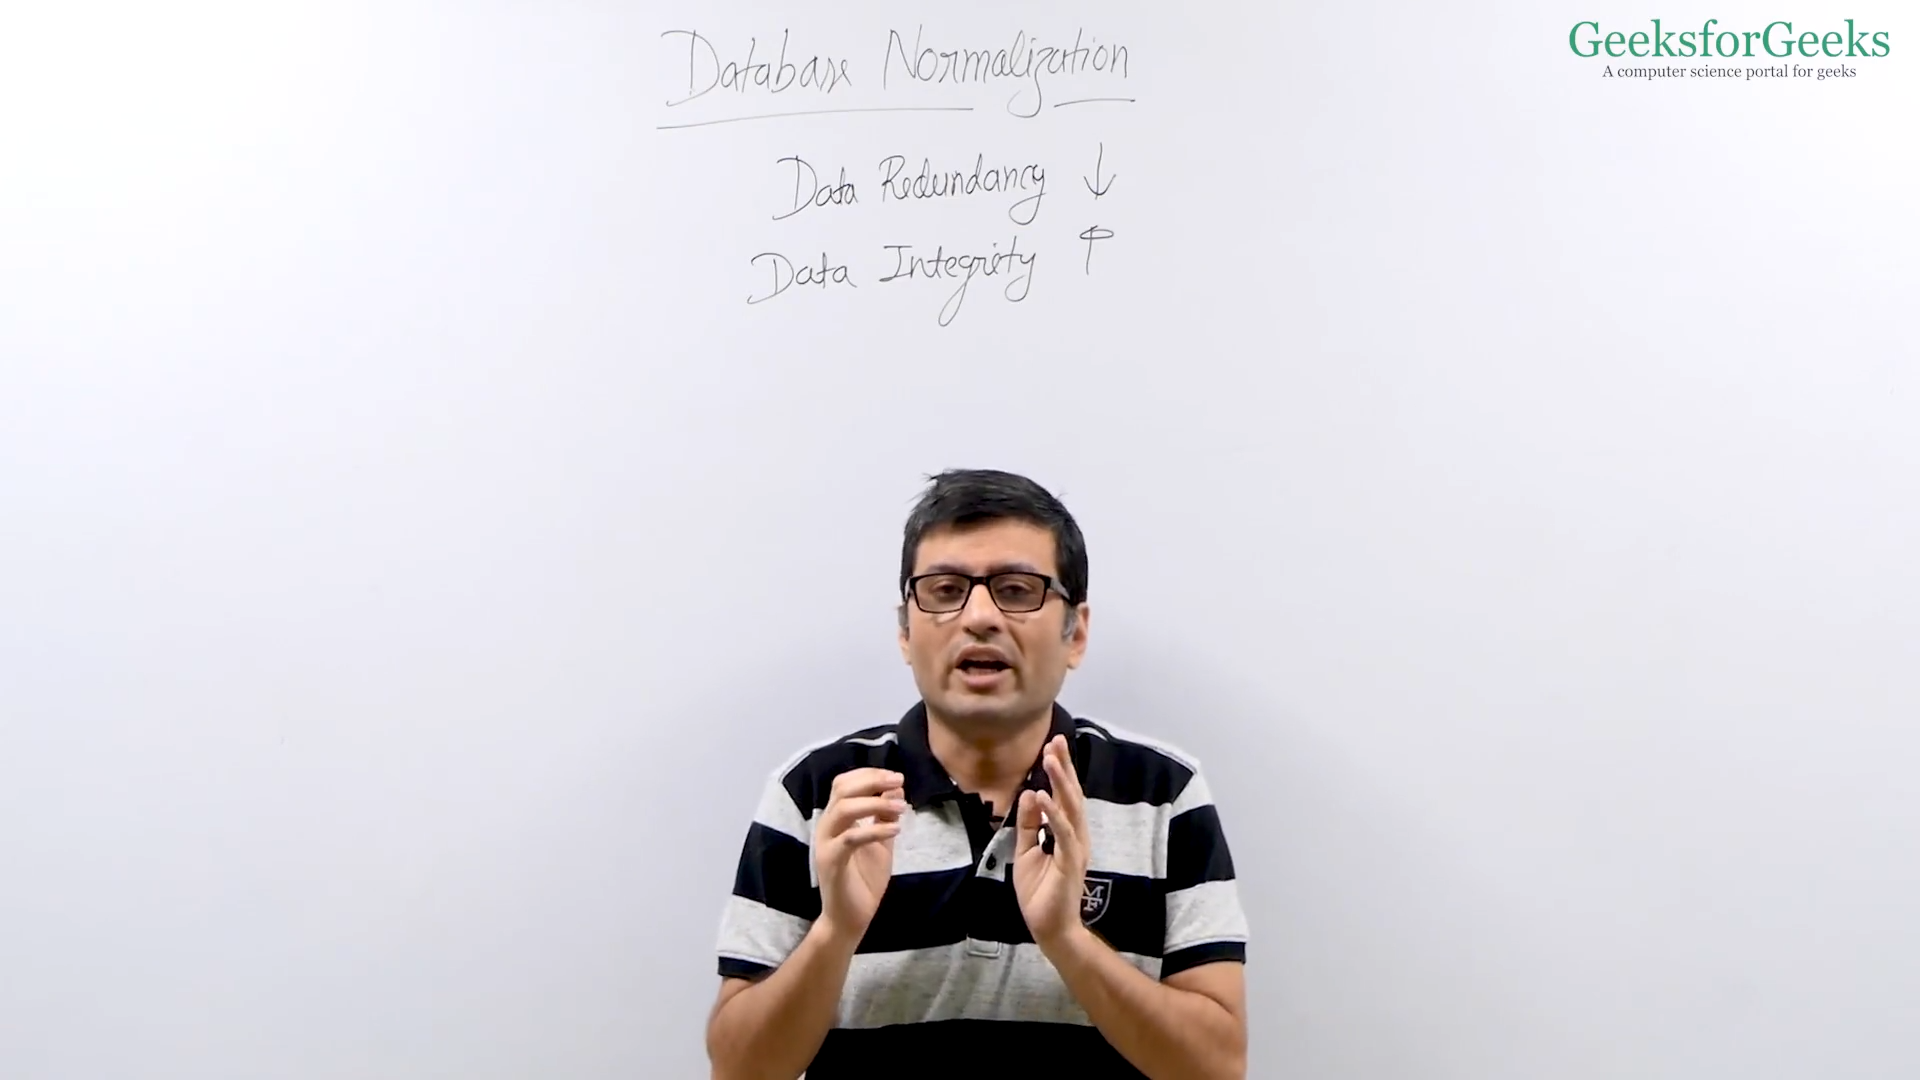 Database Normalization
GeeksforGeeks
A computer science portal for geeks
Data Redundancy ↓
Data Integrity ↑